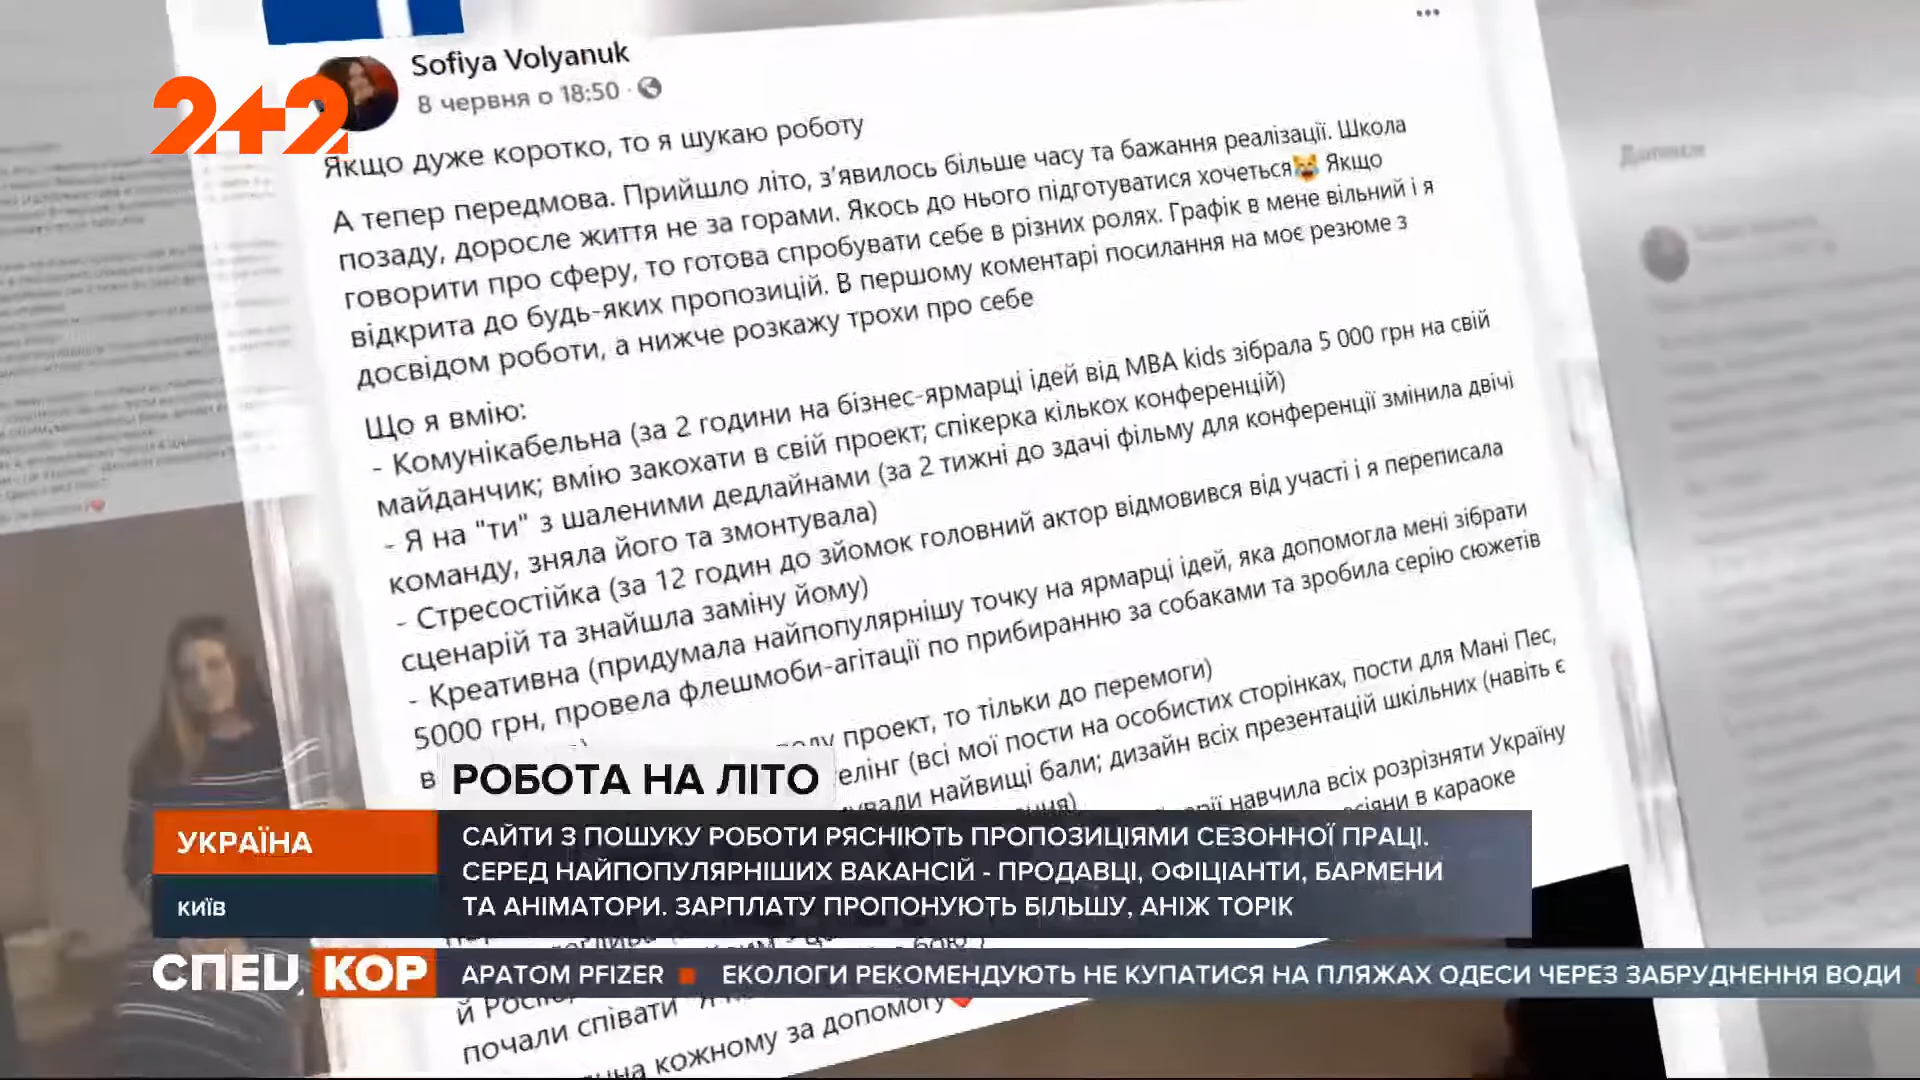 Sofiya Volyanuk
8 червня о 18:50
2+2
Якщо дуже коротко, то я шукаю роботу
А тепер передмова. Прийшло літо, з’явилось більше часу та бажання реалізації. Школа
позаду, доросле життя не за горами. Якось до нього підготуватися хочеться😹 Якщо
говорити про сферу, то готова спробувати себе в різних ролях. Графік в мене вільний і я
відкрита до будь-яких пропозицій. В першому коментарі посилання на моє резюме з
досвідом роботи, а нижче розкажу трохи про себе
Що я вмію:
- Комунікабельна (за 2 години на бізнес-ярмарці ідей від MBA kids зібрала 5 000 грн на свій
майданчик; вмію закохати в свій проект; спікерка кількох конференцій)
- Я на "ти" з шаленими дедлайнами (за 2 тижні до здачі фільму для конференції змінила двічі
команду, зняла його та змонтувала)
- Стресостійка (за 12 годин до зйомок головний актор відмовився від участі і я переписала
сценарій та знайшла заміну йому)
- Креативна (придумала найпопулярнішу точку на ярмарці ідей, яка допомогла мені зібрати
5000 грн, провела флешмоби-агітації по прибиранню за собаками та зробила серію сюжетів
в
проект, то тільки до перемоги)
(всі мої пости на особистих сторінках, пости для Мані Пес,
найвищі бали; дизайн всіх презентацій шкільних (навіть є
навчила всіх розрізняти Україну
в караоке
почали співати "Я
кожному за допомогу❤
РОБОТА НА ЛІТО
УКРАЇНА
КИЇВ
САЙТИ З ПОШУКУ РОБОТИ РЯСНІЮТЬ ПРОПОЗИЦІЯМИ СЕЗОННОЇ ПРАЦІ.
СЕРЕД НАЙПОПУЛЯРНІШИХ ВАКАНСІЙ - ПРОДАВЦІ, ОФІЦІАНТИ, БАРМЕНИ
ТА АНІМАТОРИ. ЗАРПЛАТУ ПРОПОНУЮТЬ БІЛЬШУ, АНІЖ ТОРІК
СПЕЦКОР
АРАТОМ PFIZER ■ ЕКОЛОГИ РЕКОМЕНДУЮТЬ НЕ КУПАТИСЯ НА ПЛЯЖАХ ОДЕСИ ЧЕРЕЗ ЗАБРУДНЕННЯ ВОДИ